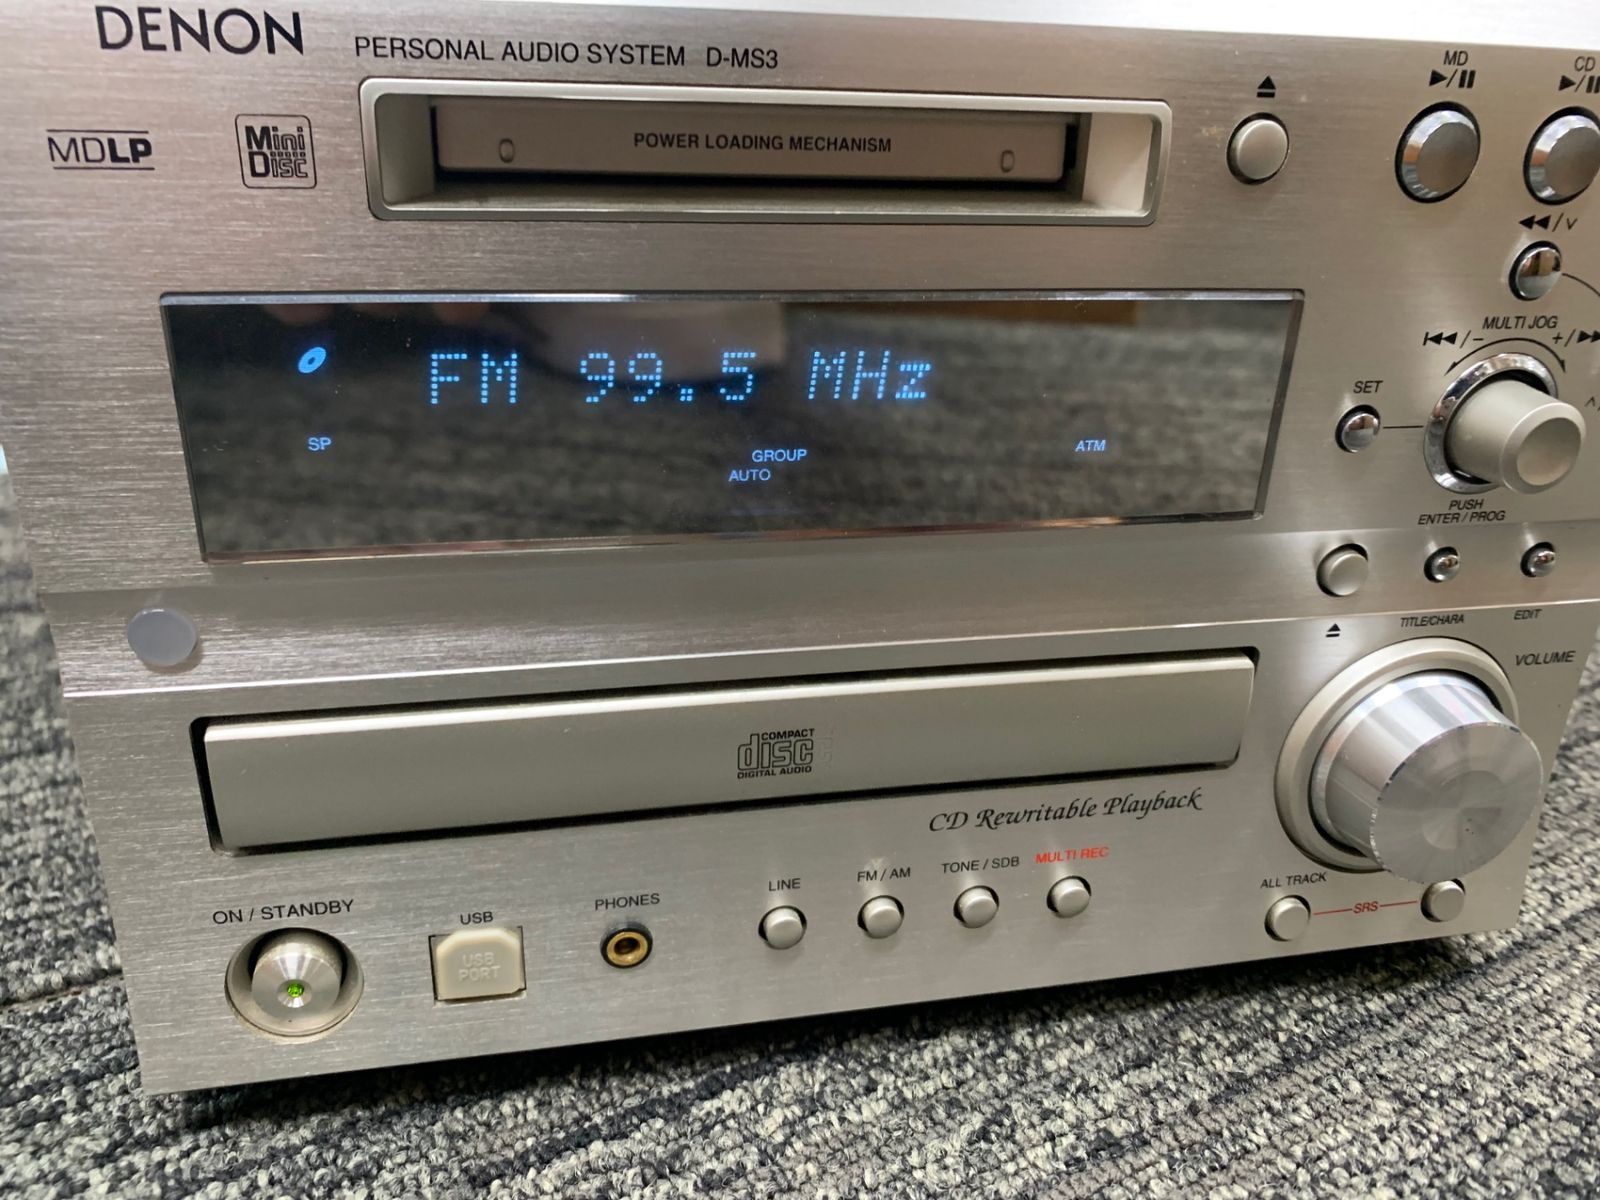 DENON
PERSONAL AUDIO SYSTEM D-MS3
MDLP
Mini Disc
POWER LOADING MECHANISM
MD
CD
MULTI JOG
SET
PUSH
ENTER / PROG
FM 99.5 MHz
SP
GROUP
AUTO
ATM
TITLE/CHARA
EDIT
VOLUME
COMPACT
disc
DIGITAL AUDIO
CD Rewritable Playback
ON / STANDBY
USB
USB
PORT
PHONES
LINE
FM / AM
TONE / SDB
MULTI REC
ALL TRACK
SRS